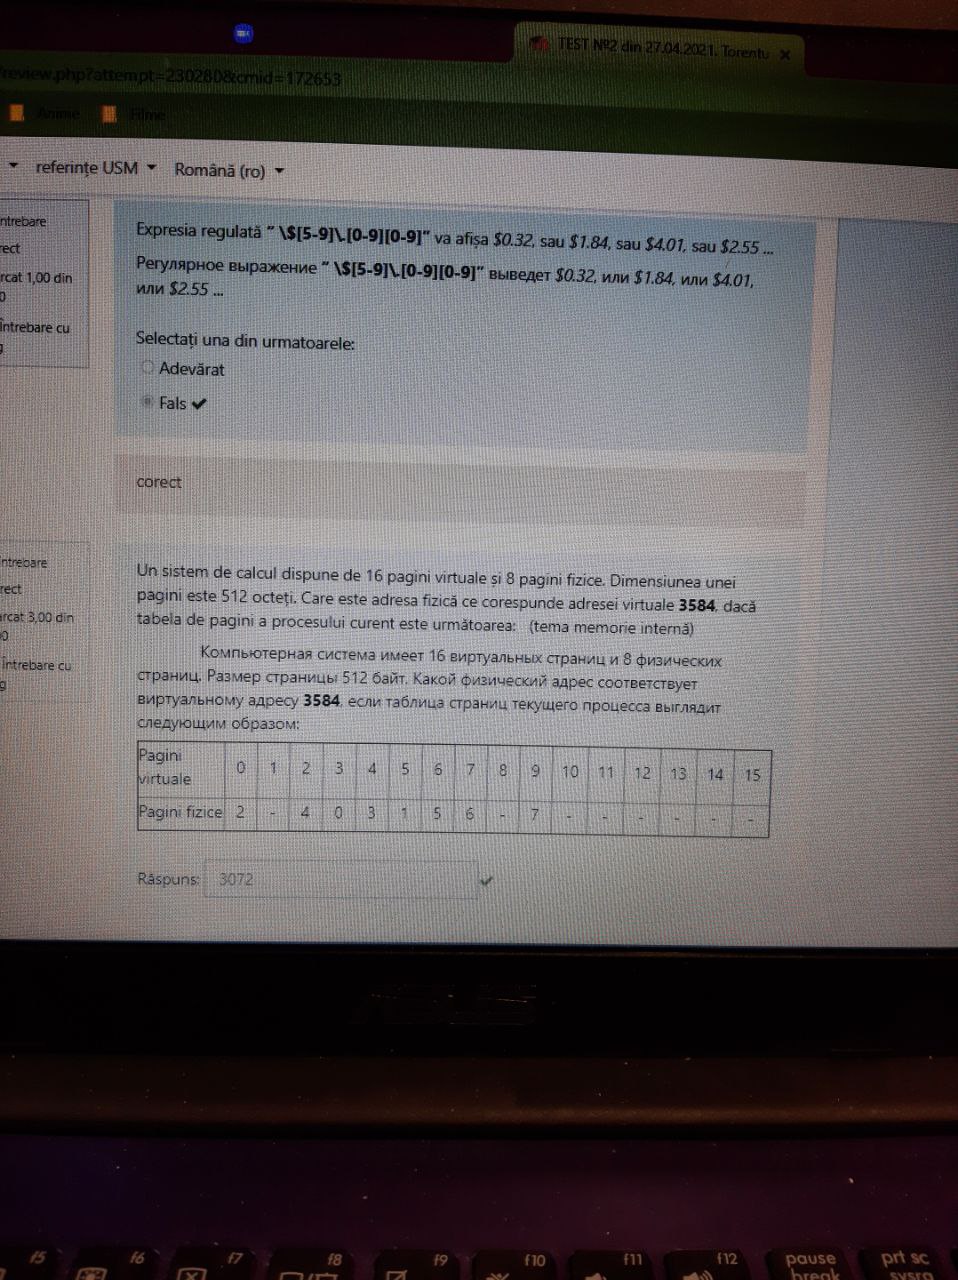 TEST №2 din 27.04.2021. Torentu
review.php?attempt=230280&cmid=172653
Anime Filme
referințe USM Română (ro)
ntrebare
rect
rcat 1,00 din
0
întrebare cu
g
Expresia regulată “ \$[5-9]\.[0-9][0-9]” va afișa $0.32, sau $1.84, sau $4.01, sau $2.55 ...
Регулярное выражение “ \$[5-9]\.[0-9][0-9]” выведет $0.32, или $1.84, или $4.01,
или $2.55 ...
Selectați una din urmatoarele:
Adevărat
Fals
corect
ntrebare
rect
arcat 3,00 din
0
Întrebare cu
g
Un sistem de calcul dispune de 16 pagini virtuale și 8 pagini fizice. Dimensiunea unei
pagini este 512 octeți. Care este adresa fizică ce corespunde adresei virtuale 3584, dacă
tabela de pagini a procesului curent este următoarea: (tema memorie internă)
Компьютерная система имеет 16 виртуальных страниц и 8 физических
страниц. Размер страницы 512 байт. Какой физический адрес соответствует
виртуальному адресу 3584, если таблица страниц текущего процесса выглядит
следующим образом:
Pagini
virtuale 0 1 2 3 4 5 6 7 8 9 10 11 12 13 14 15
Pagini fizice 2 - 4 0 3 1 5 6 - 7 - - - - - -
Răspuns: 3072
f5 f6 f7 f8 f9 f10 f11 f12 pause prt sc
break sysrq